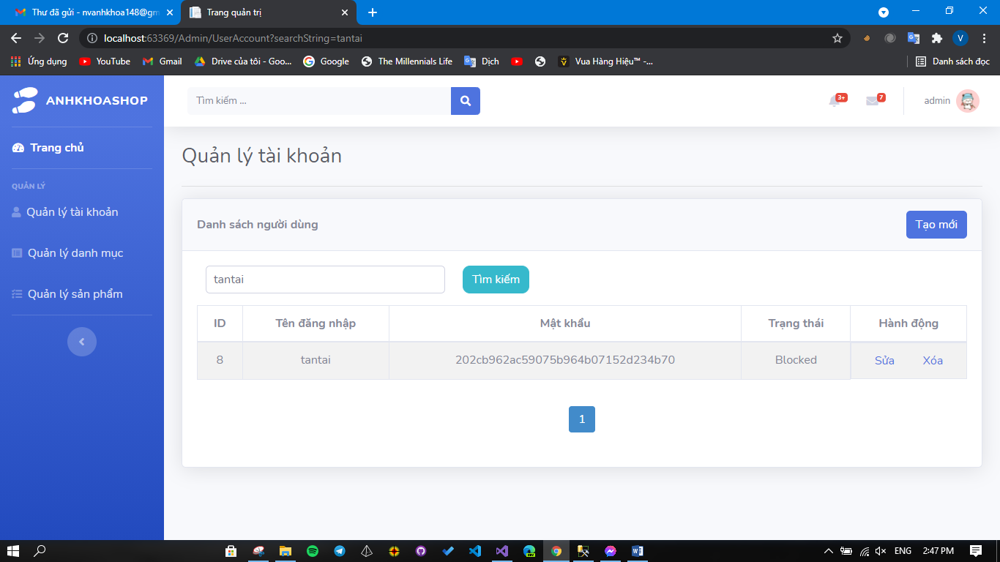 Thư đã gửi - nvanhkhoa148@gm
Trang quản trị
localhost:63369/Admin/UserAccount?searchString=tantai
V
Ứng dụng
YouTube
Gmail
Drive của tôi - Goo...
Google
The Millennials Life
Dịch
Vua Hàng Hiệu™ -...
Danh sách đọc
ANHKHOASHOP
Tìm kiếm ...
3+
7
admin
Trang chủ
QUẢN LÝ
Quản lý tài khoản
Quản lý danh mục
Quản lý sản phẩm
Quản lý tài khoản
Danh sách người dùng
Tạo mới
tantai
Tìm kiếm
ID Tên đăng nhập Mật khẩu Trạng thái Hành động
8 tantai 202cb962ac59075b964b07152d234b70 Blocked Sửa Xóa
1
ENG
2:47 PM